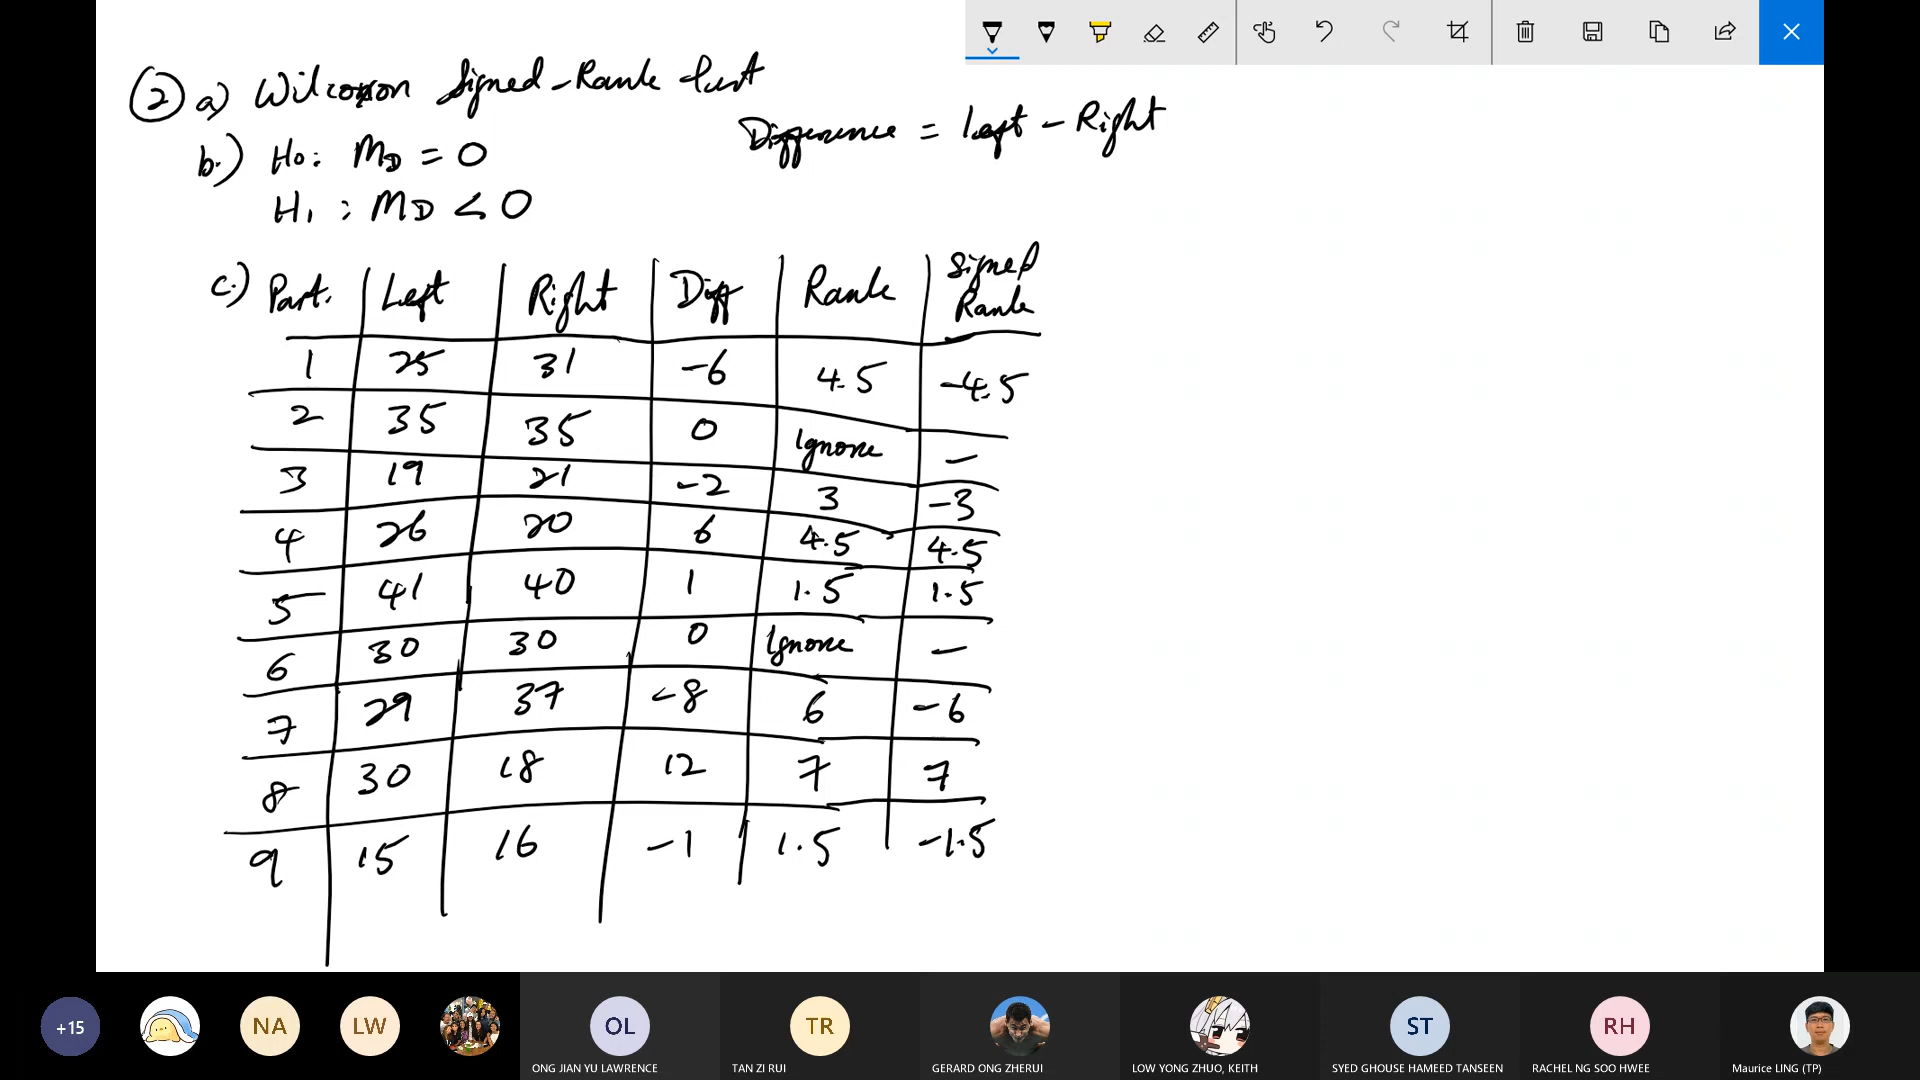 ② a) Wilcoxon Signed-Rank test
Difference = Left - Right
b.) H0: MD = 0
H1: MD < 0
c.) Part. Left Right Diff Rank Signed Rank
1 25 31 -6 4.5 -4.5
2 35 35 0 Ignore -
3 19 21 -2 3 -3
4 26 20 6 4.5 4.5
5 41 40 1 1.5 1.5
6 30 30 0 Ignore -
7 29 37 -8 6 -6
8 30 18 12 7 7
9 15 16 -1 1.5 -1.5
+15 NA LW OL TR ST RH
ONG JIAN YU LAWRENCE TAN ZI RUI GERARD ONG ZHERUI LOW YONG ZHUO, KEITH SYED GHOUSE HAMEED TANSEEN RACHEL NG SOO HWEE Maurice LING (TP)